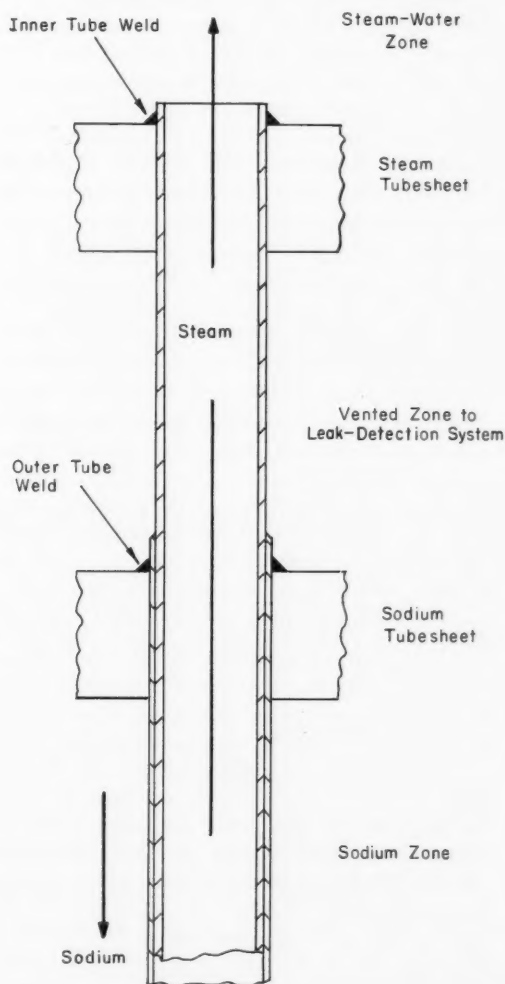 Inner Tube Weld
Steam-Water
Zone
Steam
Tubesheet
Steam
Vented Zone to
Leak-Detection System
Outer Tube
Weld
Sodium
Tubesheet
Sodium Zone
Sodium